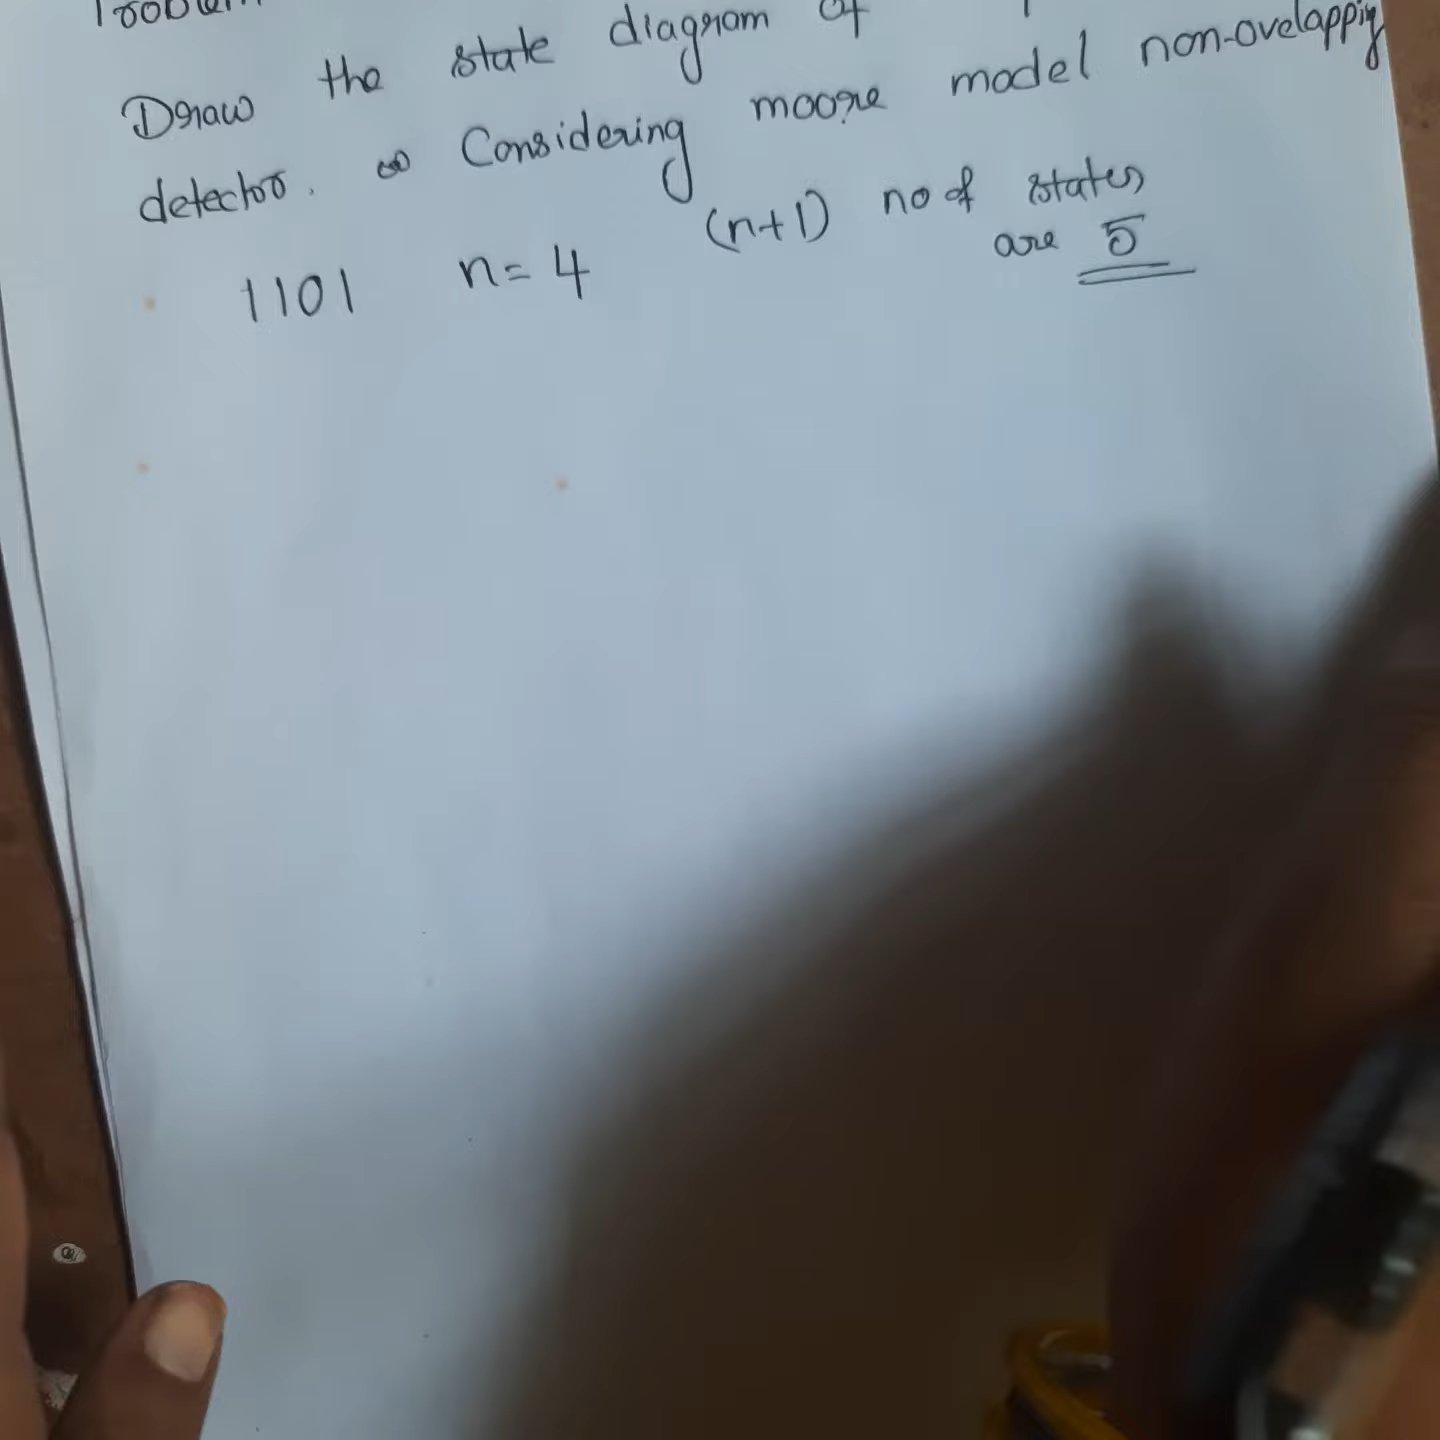 Problem
Draw the state diagram of
detector. Considering moore model non-ovelapping
1101 n=4 (n+1) no of states
are 5